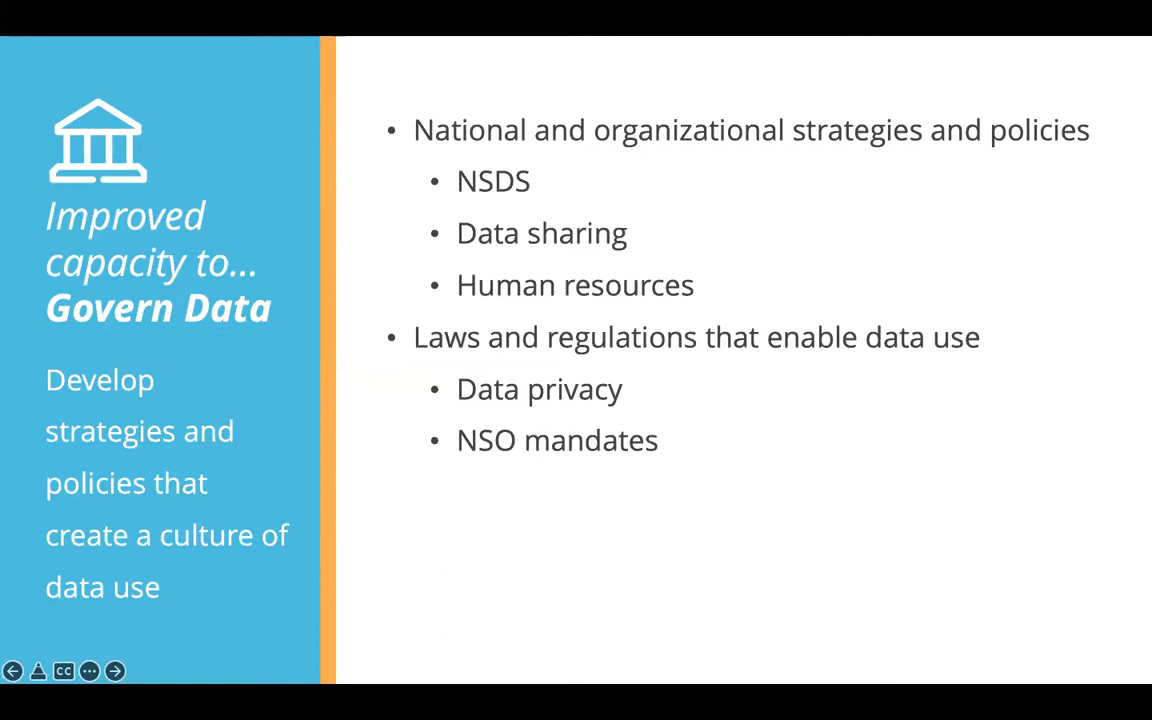 Improved
capacity to...
Govern Data
Develop
strategies and
policies that
create a culture of
data use
• National and organizational strategies and policies
• NSDS
• Data sharing
• Human resources
• Laws and regulations that enable data use
• Data privacy
• NSO mandates
CC